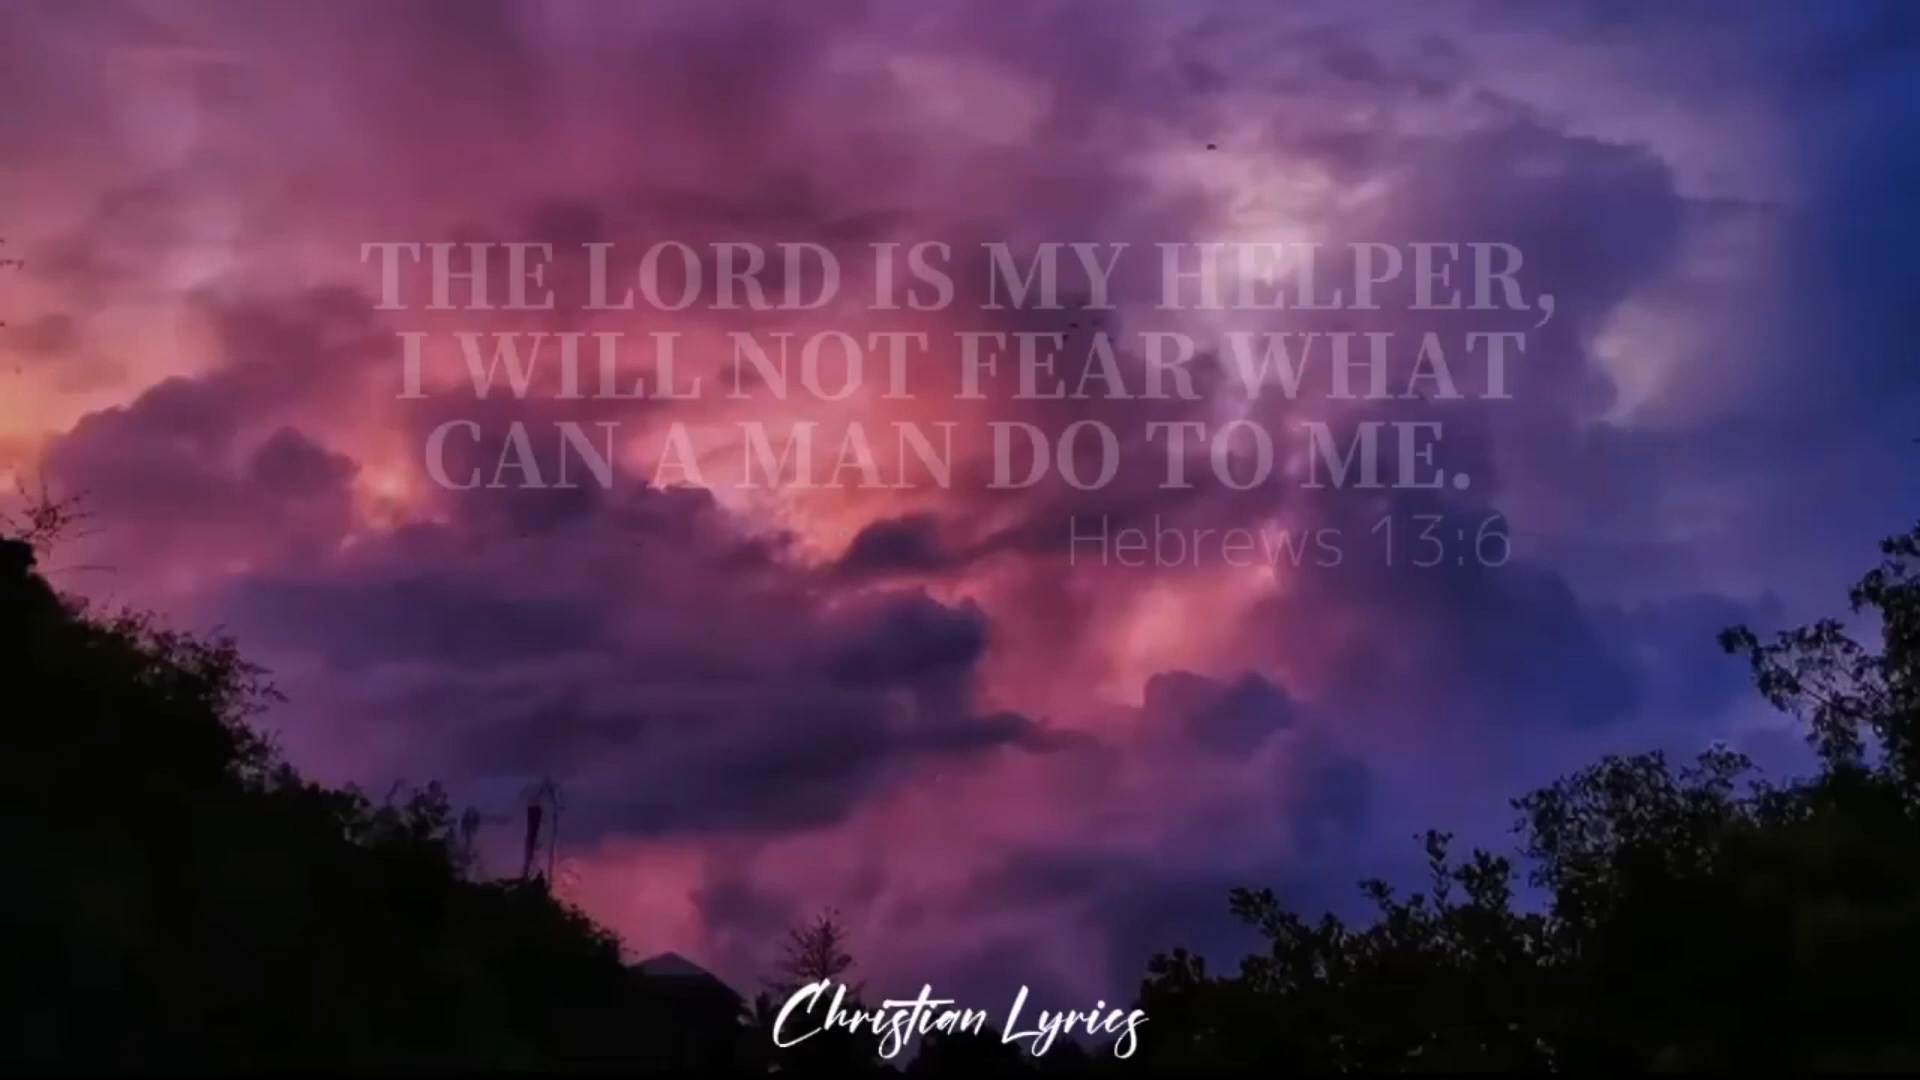 THE LORD IS MY HELPER,
I WILL NOT FEAR WHAT
CAN A MAN DO TO ME.
Hebrews 13:6
Christian Lyrics